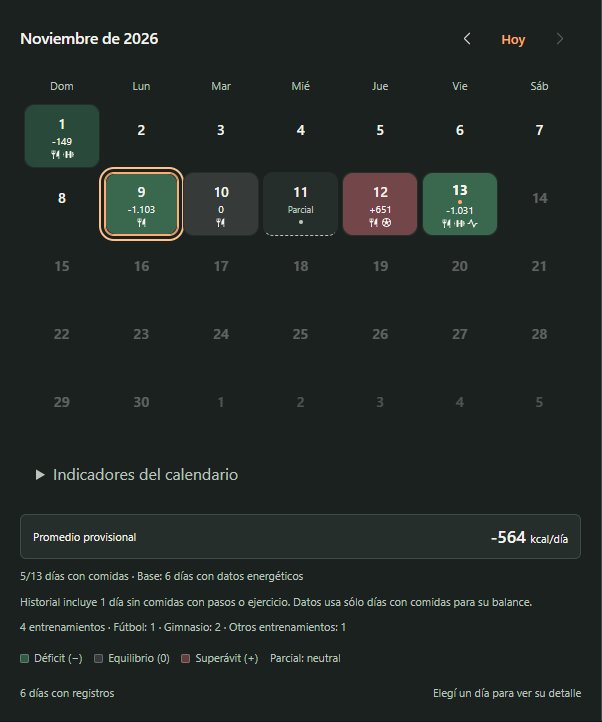 Noviembre de 2026
Hoy
Dom Lun Mar Mié Jue Vie Sáb
1 2 3 4 5 6 7
-149
8 9 10 11 12 13 14
-1.103 0 Parcial +651 -1.031
15 16 17 18 19 20 21
22 23 24 25 26 27 28
29 30 1 2 3 4 5
Indicadores del calendario
Promedio provisional -564 kcal/día
5/13 días con comidas · Base: 6 días con datos energéticos
Historial incluye 1 día sin comidas con pasos o ejercicio. Datos usa sólo días con comidas para su balance.
4 entrenamientos · Fútbol: 1 · Gimnasio: 2 · Otros entrenamientos: 1
Déficit (−) Equilibrio (0) Superávit (+) Parcial: neutral
6 días con registros Elegí un día para ver su detalle